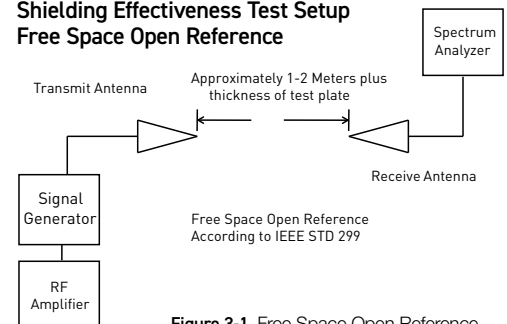 Shielding Effectiveness Test Setup
Free Space Open Reference
Spectrum
Analyzer
Transmit Antenna
Approximately 1-2 Meters plus
thickness of test plate
Receive Antenna
Signal
Generator
Free Space Open Reference
According to IEEE STD 299
RF
Amplifier
Figure 3-1 Free Space Open Reference